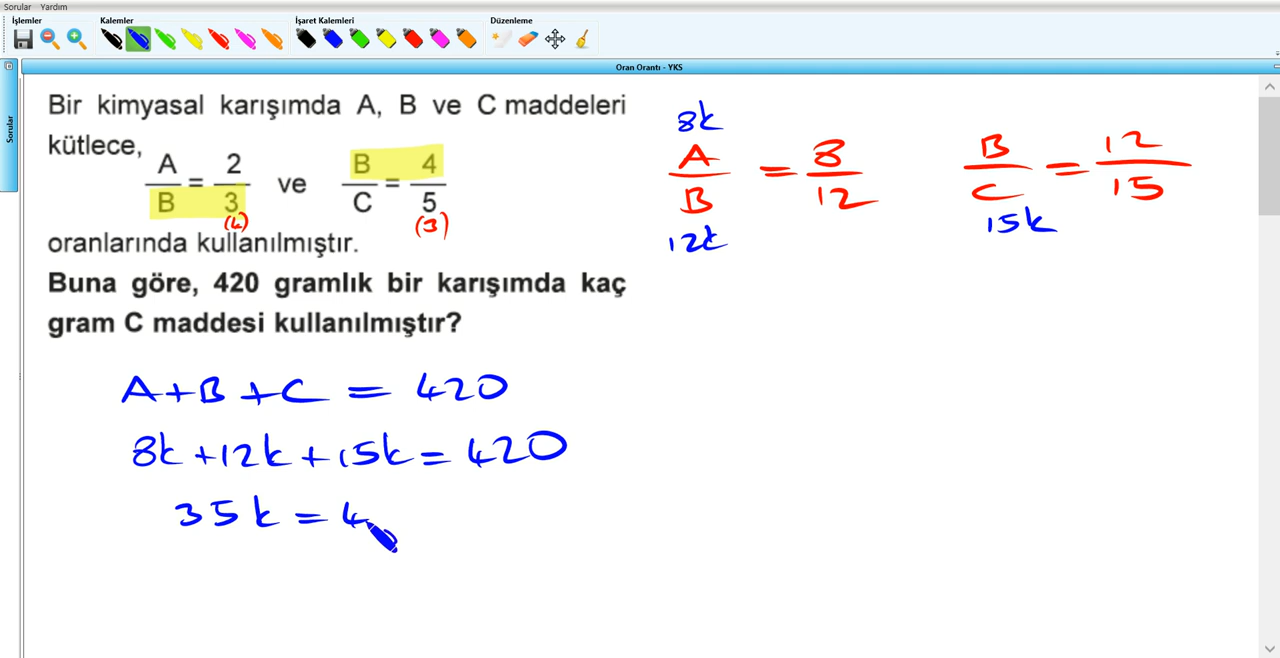 Sorular Yardım
İşlemler Kalemler İşaret Kalemleri Düzenleme
Oran Orantı - YKS
Sorular
Bir kimyasal karışımda A, B ve C maddeleri
kütlece,
A/B = 2/3 ve B/C = 4/5
(4) (3)
oranlarında kullanılmıştır.
Buna göre, 420 gramlık bir karışımda kaç
gram C maddesi kullanılmıştır?
A+B+C = 420
8k+12k+15k=420
35k=4
8k
A/B = 8/12
12k
B/C = 12/15
15k